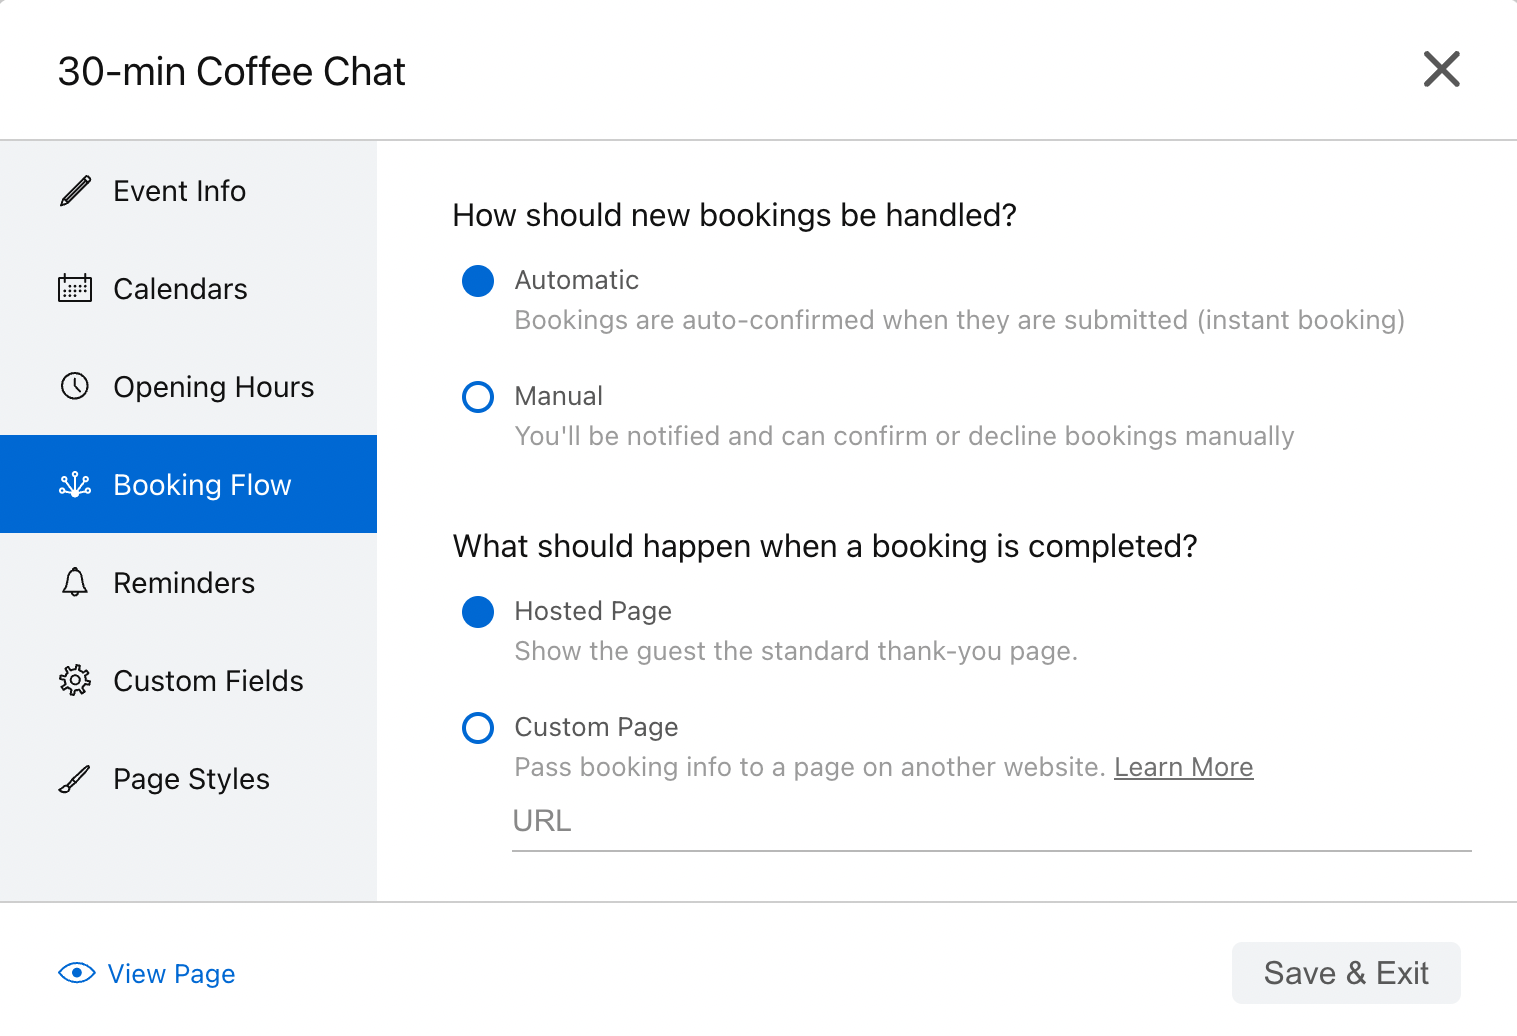 30-min Coffee Chat
Event Info
Calendars
Opening Hours
Booking Flow
Reminders
Custom Fields
Page Styles
How should new bookings be handled?
Automatic
Bookings are auto-confirmed when they are submitted (instant booking)
Manual
You'll be notified and can confirm or decline bookings manually
What should happen when a booking is completed?
Hosted Page
Show the guest the standard thank-you page.
Custom Page
Pass booking info to a page on another website. Learn More
URL
View Page
Save & Exit